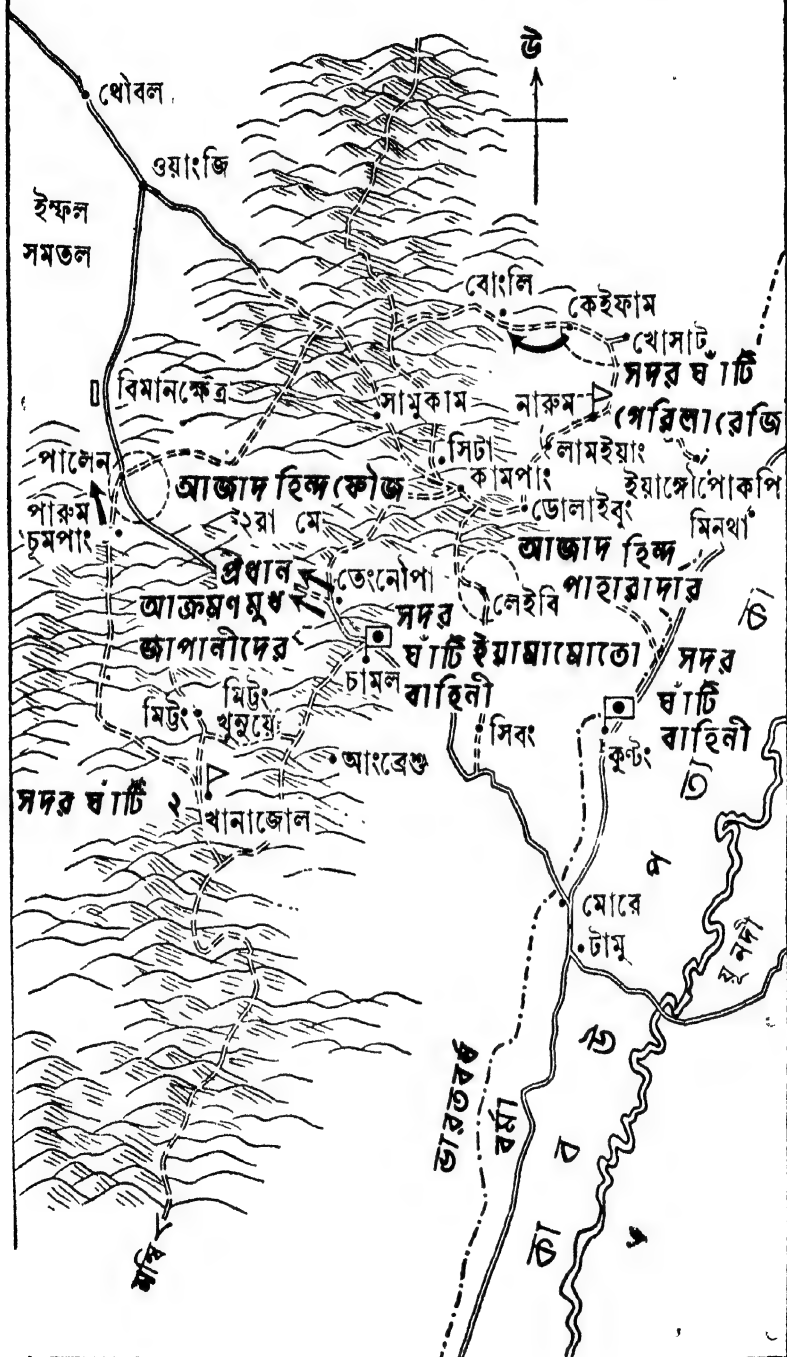 উ
থৌবল
ওয়াংজি
ইম্ফল
সমতল
বোংলি
কেইফাম
খোসাট
সদর ঘাঁটি
গেরিলা রেজি
বিমানক্ষেত্র
সামুকাম
নারুম
লামইয়াং
সিটা
কামপাং
ইয়াঙ্গোপোকপি
মিনথা
পালেন
আজাদ হিন্দ ফৌজ
২রা মে
ডোলাইবুং
পারুম
চুমপাং
আজাদ হিন্দ
পাহারাদার
প্রধান
আক্রমণমুখ
জাপানীদের
তেংনৌপা
লেইবি
সদর
ঘাঁটি ইয়ামামোতো
বাহিনী
চামল
সদর
ঘাঁটি
বাহিনী
মিট্টং
মিট্টং
খুনুয়ে
সিবং
কুন্টং
আংব্রেশু
সদর ঘাঁটি ২
খানাজোল
মোরে
টামু
য়ু নদী
ভারতবর্ষ
বর্মা